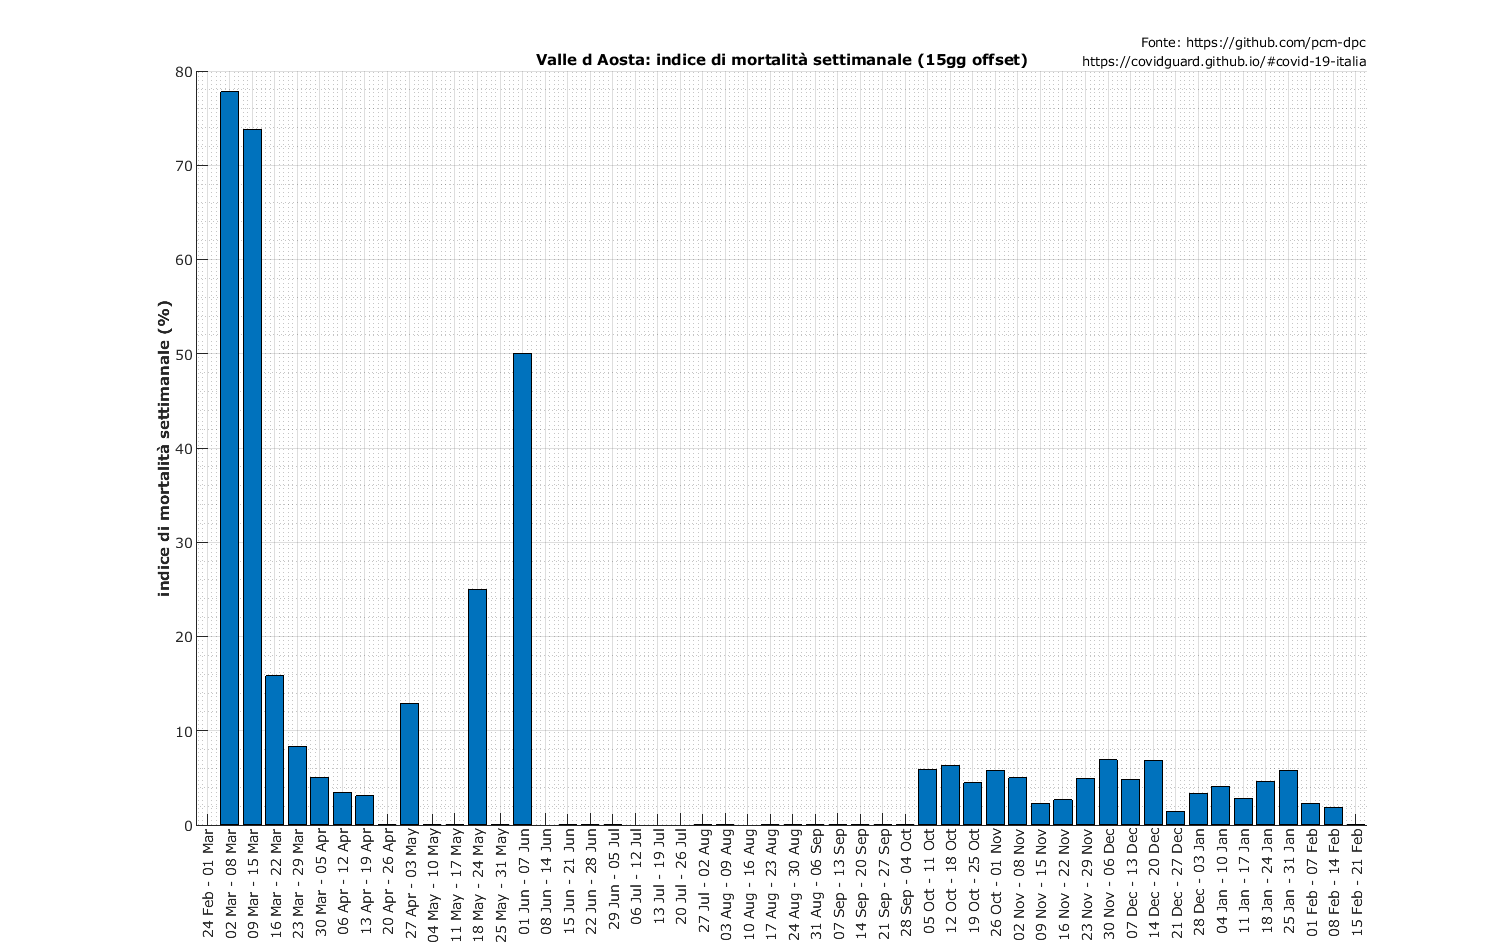 Fonte: https://github.com/pcm-dpc
https://covidguard.github.io/#covid-19-italia
Valle d Aosta: indice di mortalità settimanale (15gg offset)
indice di mortalità settimanale (%)
80
70
60
50
40
30
20
10
0
24 Feb - 01 Mar
02 Mar - 08 Mar
09 Mar - 15 Mar
16 Mar - 22 Mar
23 Mar - 29 Mar
30 Mar - 05 Apr
06 Apr - 12 Apr
13 Apr - 19 Apr
20 Apr - 26 Apr
27 Apr - 03 May
04 May - 10 May
11 May - 17 May
18 May - 24 May
25 May - 31 May
01 Jun - 07 Jun
08 Jun - 14 Jun
15 Jun - 21 Jun
22 Jun - 28 Jun
29 Jun - 05 Jul
06 Jul - 12 Jul
13 Jul - 19 Jul
20 Jul - 26 Jul
27 Jul - 02 Aug
03 Aug - 09 Aug
10 Aug - 16 Aug
17 Aug - 23 Aug
24 Aug - 30 Aug
31 Aug - 06 Sep
07 Sep - 13 Sep
14 Sep - 20 Sep
21 Sep - 27 Sep
28 Sep - 04 Oct
05 Oct - 11 Oct
12 Oct - 18 Oct
19 Oct - 25 Oct
26 Oct - 01 Nov
02 Nov - 08 Nov
09 Nov - 15 Nov
16 Nov - 22 Nov
23 Nov - 29 Nov
30 Nov - 06 Dec
07 Dec - 13 Dec
14 Dec - 20 Dec
21 Dec - 27 Dec
28 Dec - 03 Jan
04 Jan - 10 Jan
11 Jan - 17 Jan
18 Jan - 24 Jan
25 Jan - 31 Jan
01 Feb - 07 Feb
08 Feb - 14 Feb
15 Feb - 21 Feb